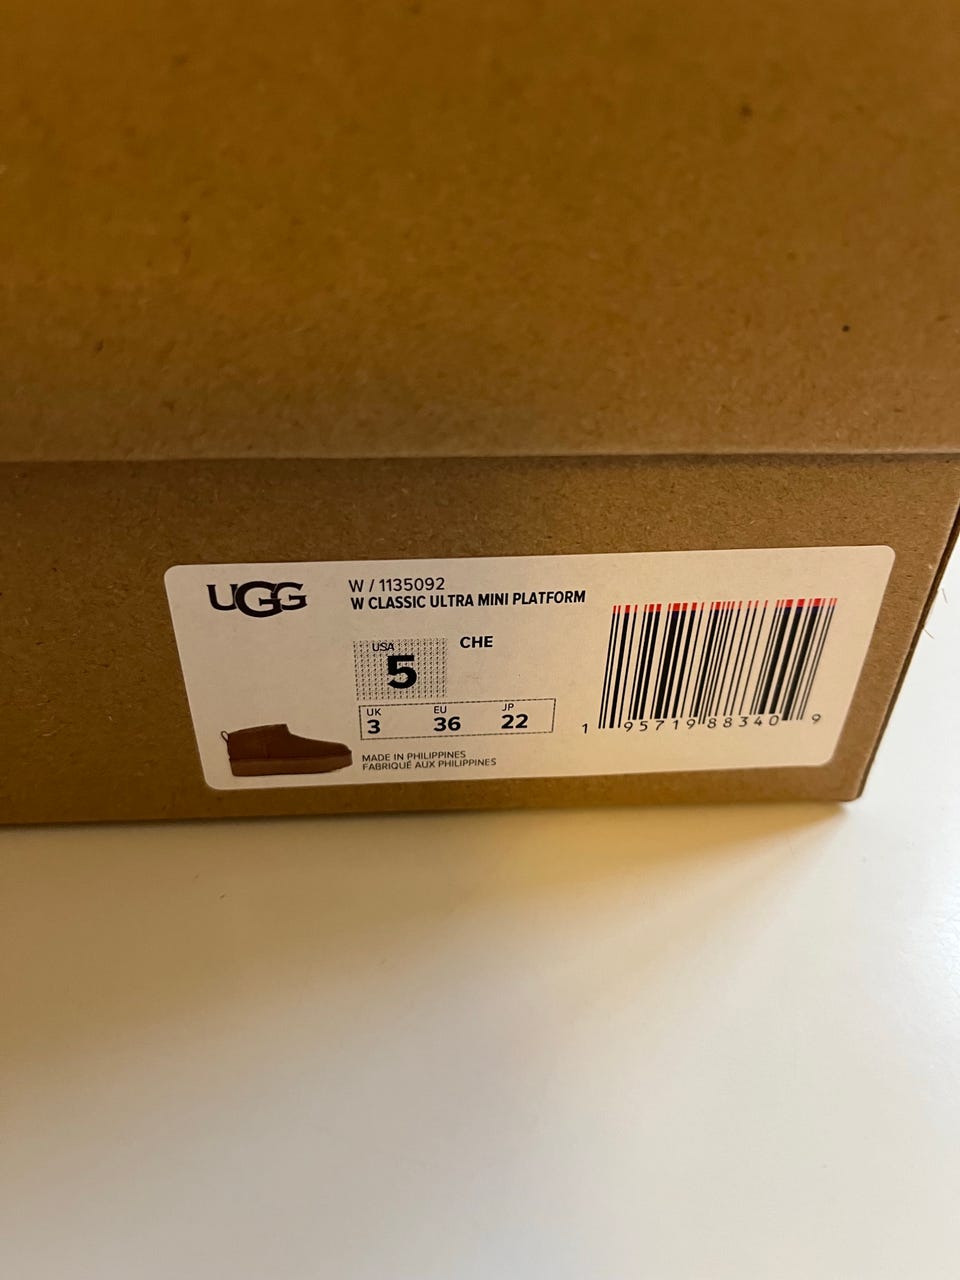 UGG
W / 1135092
W CLASSIC ULTRA MINI PLATFORM
CHE
USA
5
UK EU JP
3 36 22
MADE IN PHILIPPINES
FABRIQUÉ AUX PHILIPPINES
1 95719 88340 9